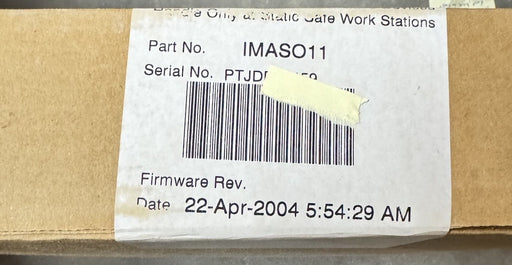 Handle Only at Static Safe Work Stations
Part No. IMASO11
Serial No.
Firmware Rev.
Date 22-Apr-2004 5:54:29 AM